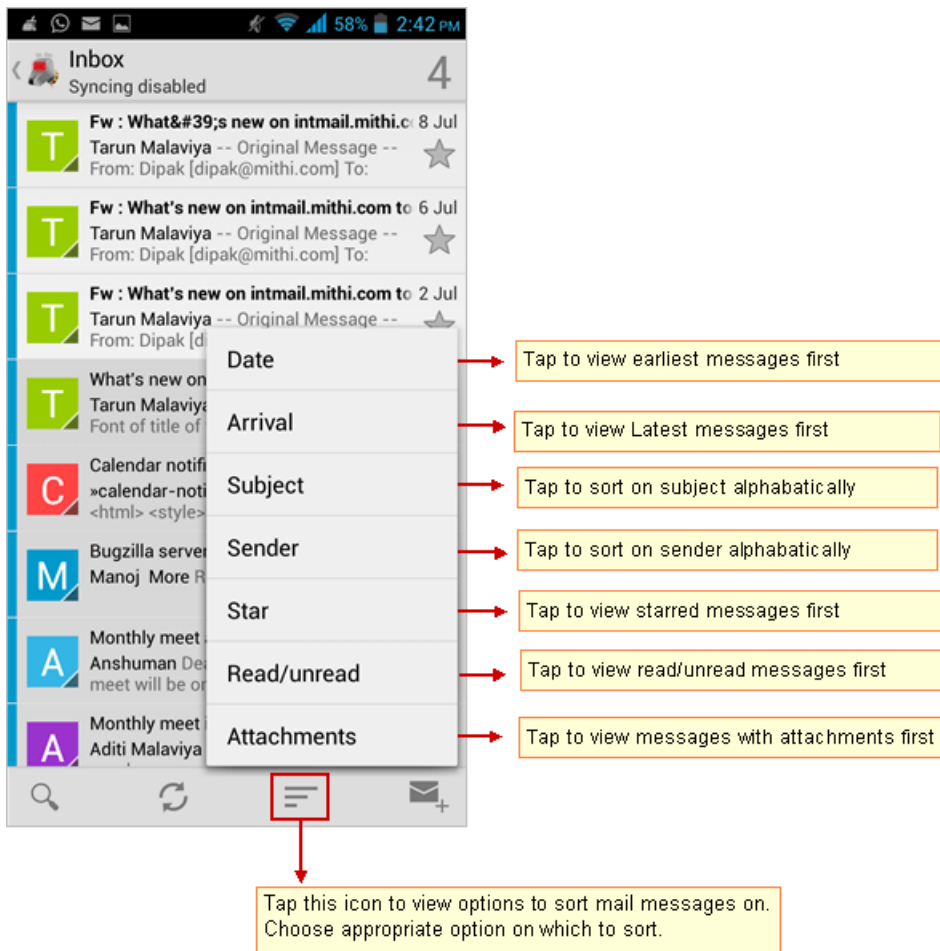 58% 2:42 PM
Inbox
Syncing disabled
4
Fw : What&#39;s new on intmail.mithi.c 8 Jul
T
Tarun Malaviya -- Original Message --
From: Dipak [dipak@mithi.com] To:
Fw : What's new on intmail.mithi.com to 6 Jul
T
Tarun Malaviya -- Original Message --
From: Dipak [dipak@mithi.com] To:
Fw : What's new on intmail.mithi.com to 2 Jul
T
Tarun Malaviya -- Original Message --
From: Dipak [di
What's new on
T
Tarun Malaviya
Font of title of
Calendar notifi
C
»calendar-noti
<html> <style>
Bugzilla server
M
Manoj More R
Monthly meet
A
Anshuman Dea
meet will be or
Monthly meet i
A
Aditi Malaviya
Date
Tap to view earliest messages first
Arrival
Tap to view Latest messages first
Subject
Tap to sort on subject alphabatically
Sender
Tap to sort on sender alphabatically
Star
Tap to view starred messages first
Read/unread
Tap to view read/unread messages first
Attachments
Tap to view messages with attachments first
Tap this icon to view options to sort mail messages on.
Choose appropriate option on which to sort.